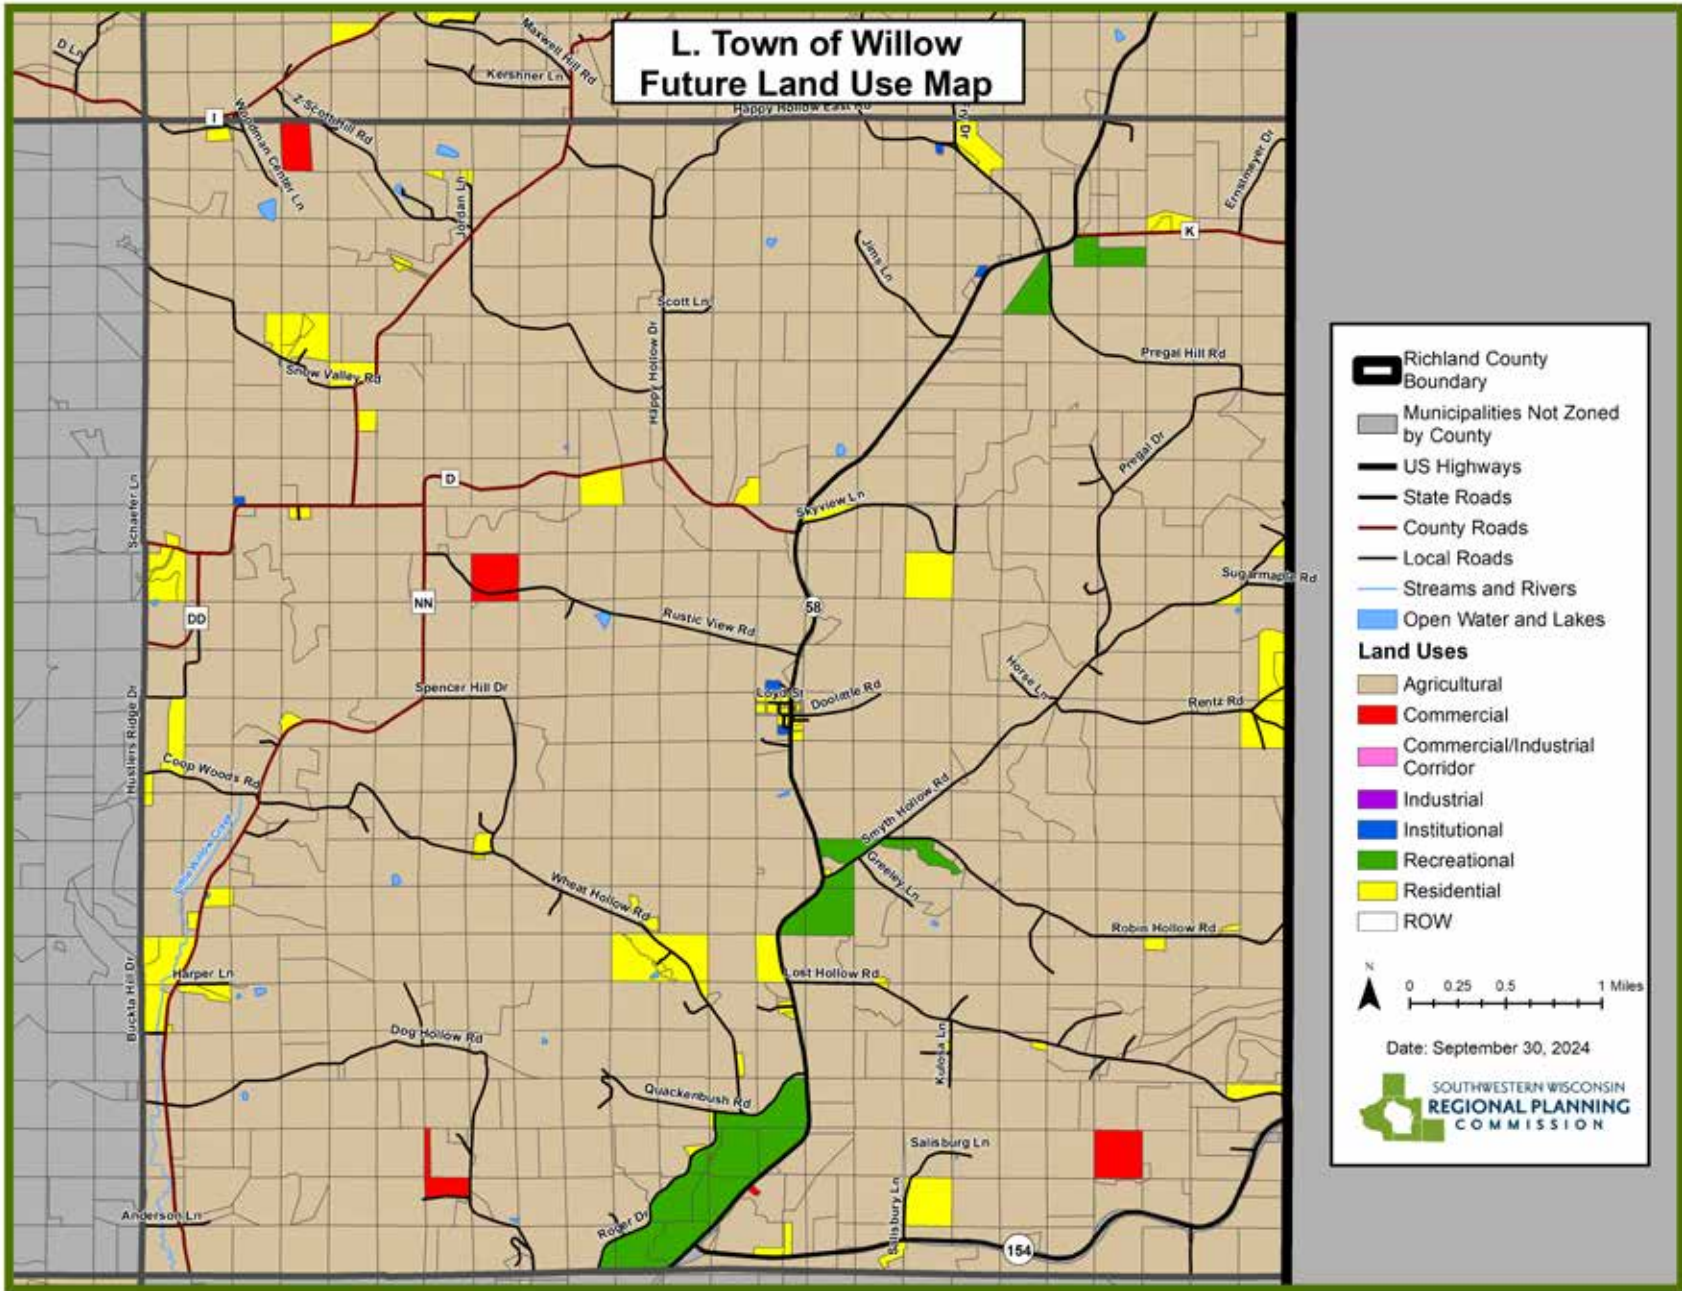 L. Town of Willow
Future Land Use Map
D Ln
Maxwell Hill Rd
Kershner Ln
Happy Hollow East Rd
I
Woodman Center Ln
Z-Scott Hill Rd
Jordan Ln
Ernstmeyer Dr
K
Jims Ln
Scott Ln
Happy Hollow Dr
Pregal Hill Rd
Snow Valley Rd
Pregal Dr
D
Schaefer Ln
Skyview Ln
Sugarmaple Rd
NN
DD
58
Rustic View Rd
Horse Ln
Spencer Hill Dr
Loyd St
Doolittle Rd
Rentz Rd
Hustlers Ridge Dr
Coop Woods Rd
Smyth Hollow Rd
Little Willow Creek
Greeley Ln
Wheat Hollow Rd
Robin Hollow Rd
Buckta Hill Dr
Harper Ln
Lost Hollow Rd
Dog Hollow Rd
Kulosa Ln
Quackenbush Rd
Salisburg Ln
Salisbury Ln
Anderson Ln
Roger Dr
154
Richland County
Boundary
Municipalities Not Zoned
by County
US Highways
State Roads
County Roads
Local Roads
Streams and Rivers
Open Water and Lakes
Land Uses
Agricultural
Commercial
Commercial/Industrial
Corridor
Industrial
Institutional
Recreational
Residential
ROW
N
0 0.25 0.5 1 Miles
Date: September 30, 2024
SOUTHWESTERN WISCONSIN
REGIONAL PLANNING
COMMISSION